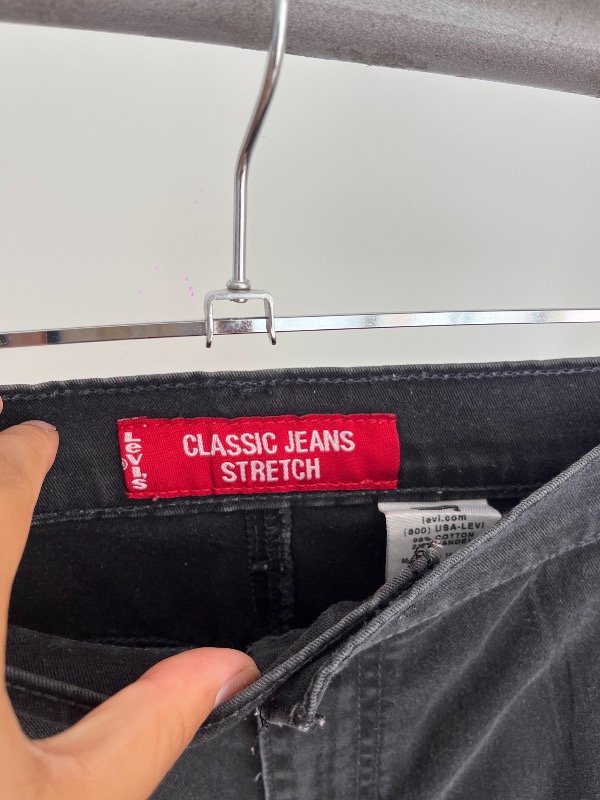 LEVI'S
CLASSIC JEANS
STRETCH
levi.com
(800) USA-LEVI
COTTON